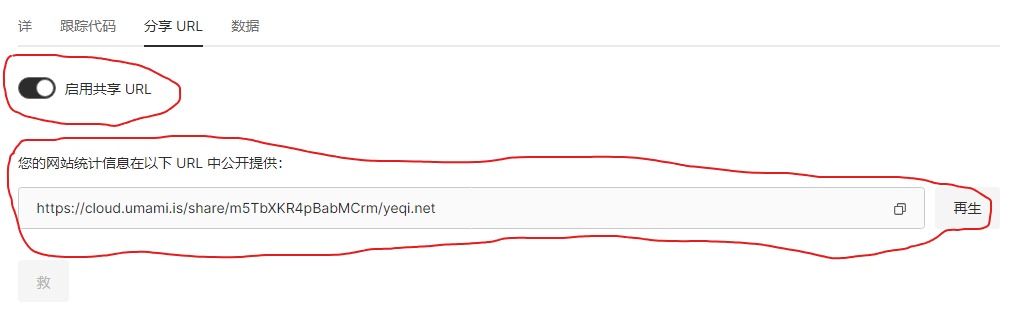 详 跟踪代码 分享 URL 数据
启用共享 URL
您的网站统计信息在以下 URL 中公开提供:
https://cloud.umami.is/share/m5TbXKR4pBabMCrm/yeqi.net 再生
救